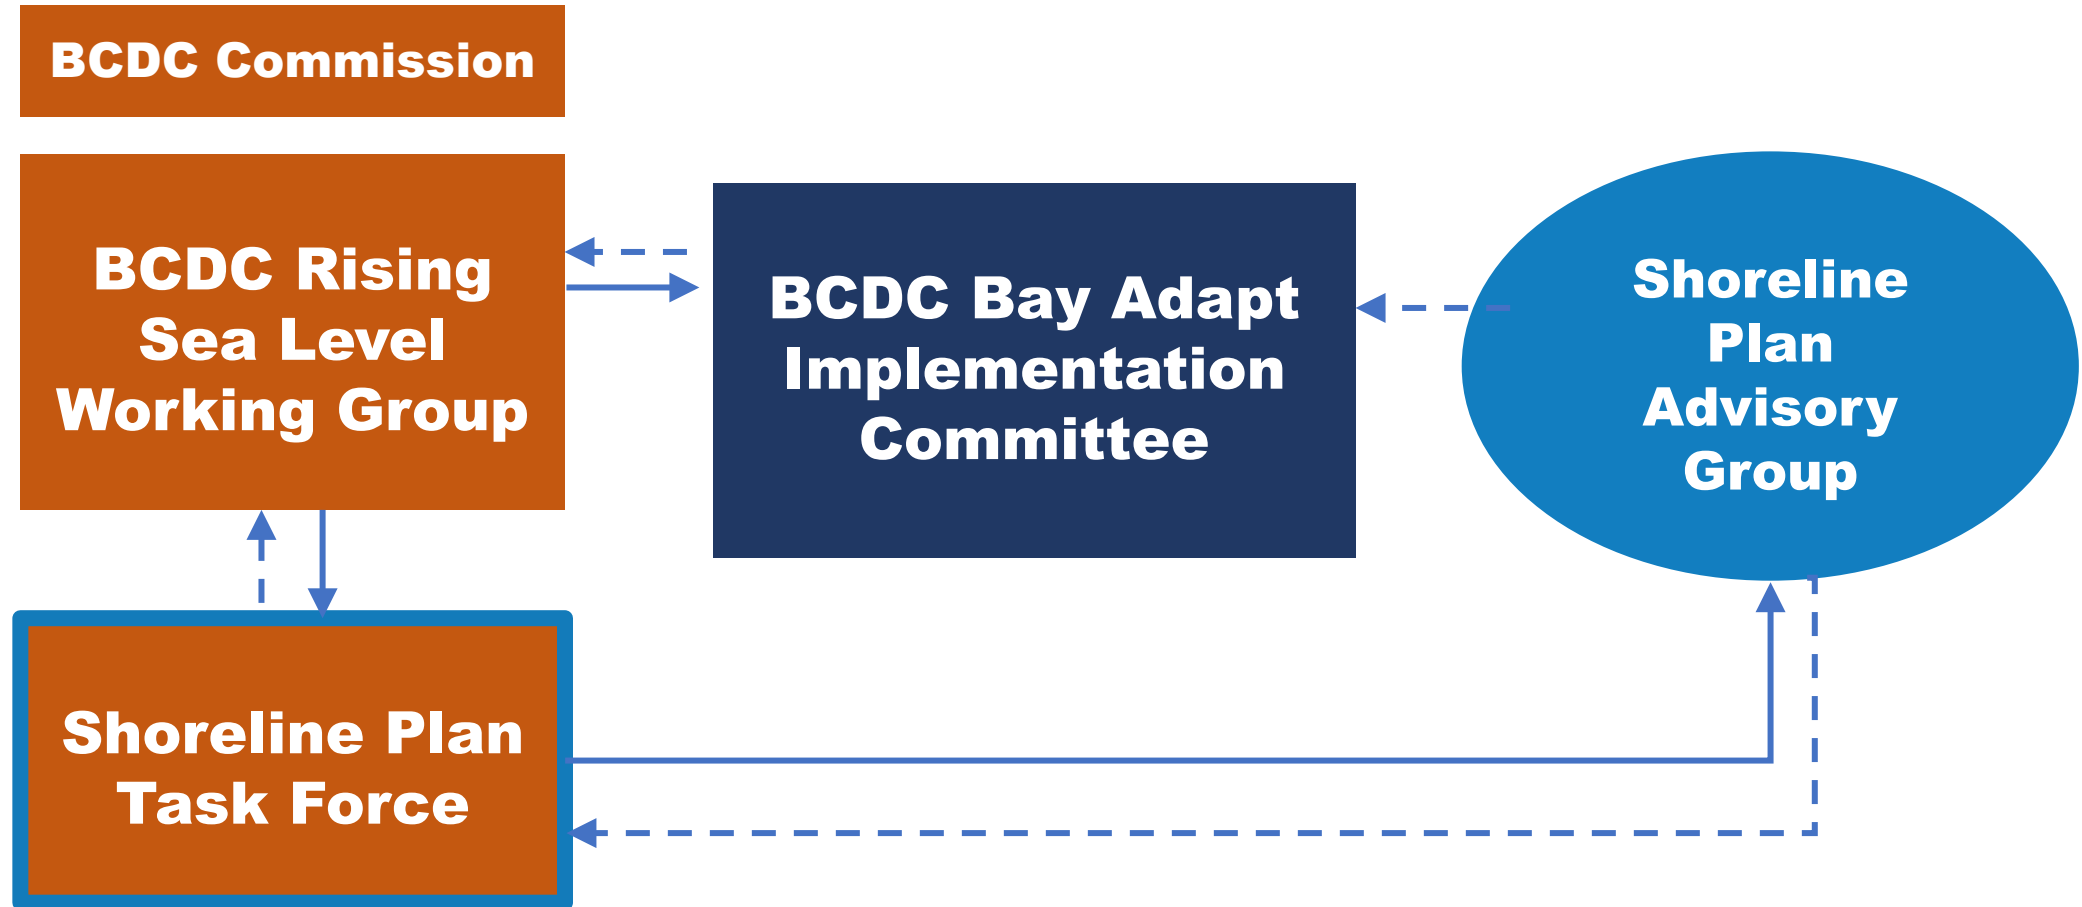 BCDC Commission
BCDC Rising
Sea Level
Working Group
BCDC Bay Adapt
Implementation
Committee
Shoreline
Plan
Advisory
Group
Shoreline Plan
Task Force